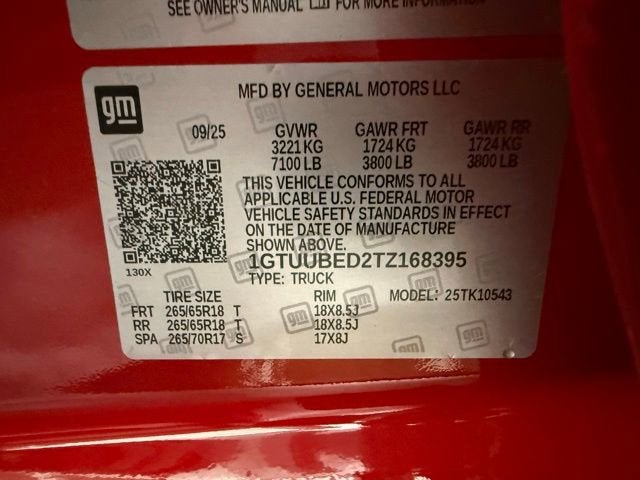 SEE OWNER'S MANUAL FOR MORE INFORMATION
gm
MFD BY GENERAL MOTORS LLC
09/25 GVWR GAWR FRT GAWR RR
3221 KG 1724 KG 1724 KG
7100 LB 3800 LB 3800 LB
THIS VEHICLE CONFORMS TO ALL
APPLICABLE U.S. FEDERAL MOTOR
VEHICLE SAFETY STANDARDS IN EFFECT
ON THE DATE OF MANUFACTURE
SHOWN ABOVE.
130X
1GTUUBED2TZ168395
TYPE: TRUCK
TIRE SIZE RIM MODEL: 25TK10543
FRT 265/65R18 T 18X8.5J
RR 265/65R18 T 18X8.5J
SPA 265/70R17 S 17X8J